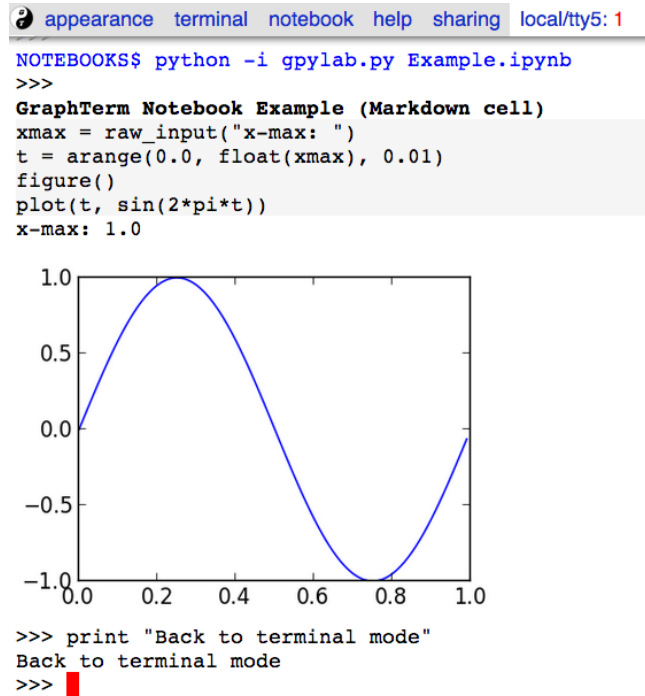 appearance terminal notebook help sharing local/tty5: 1
NOTEBOOKS$ python -i gpylab.py Example.ipynb
>>>
GraphTerm Notebook Example (Markdown cell)
xmax = raw_input("x-max: ")
t = arange(0.0, float(xmax), 0.01)
figure()
plot(t, sin(2*pi*t))
x-max: 1.0
1.0
0.5
0.0
−0.5
−1.0
0.0 0.2 0.4 0.6 0.8 1.0
>>> print "Back to terminal mode"
Back to terminal mode
>>>